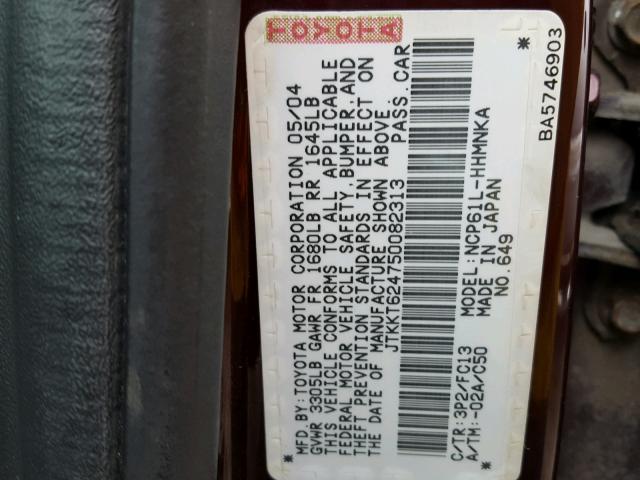 TOYOTA
MFD. BY: TOYOTA MOTOR CORPORATION 05/04
GVWR 3305LB GAWR FR 1680LB RR 1645LB
THIS VEHICLE CONFORMS TO ALL APPLICABLE
FEDERAL MOTOR VEHICLE SAFETY, BUMPER, AND
THEFT PREVENTION STANDARDS IN EFFECT ON
THE DATE OF MANUFACTURE SHOWN ABOVE.
JTKKT624750082313 PASS.CAR
* *
C/TR:3P2/FC13 MODEL:NCP61L-HHMNKA
A/TM:-02A/C50 MADE IN JAPAN
NO.649
* *
BA5746903